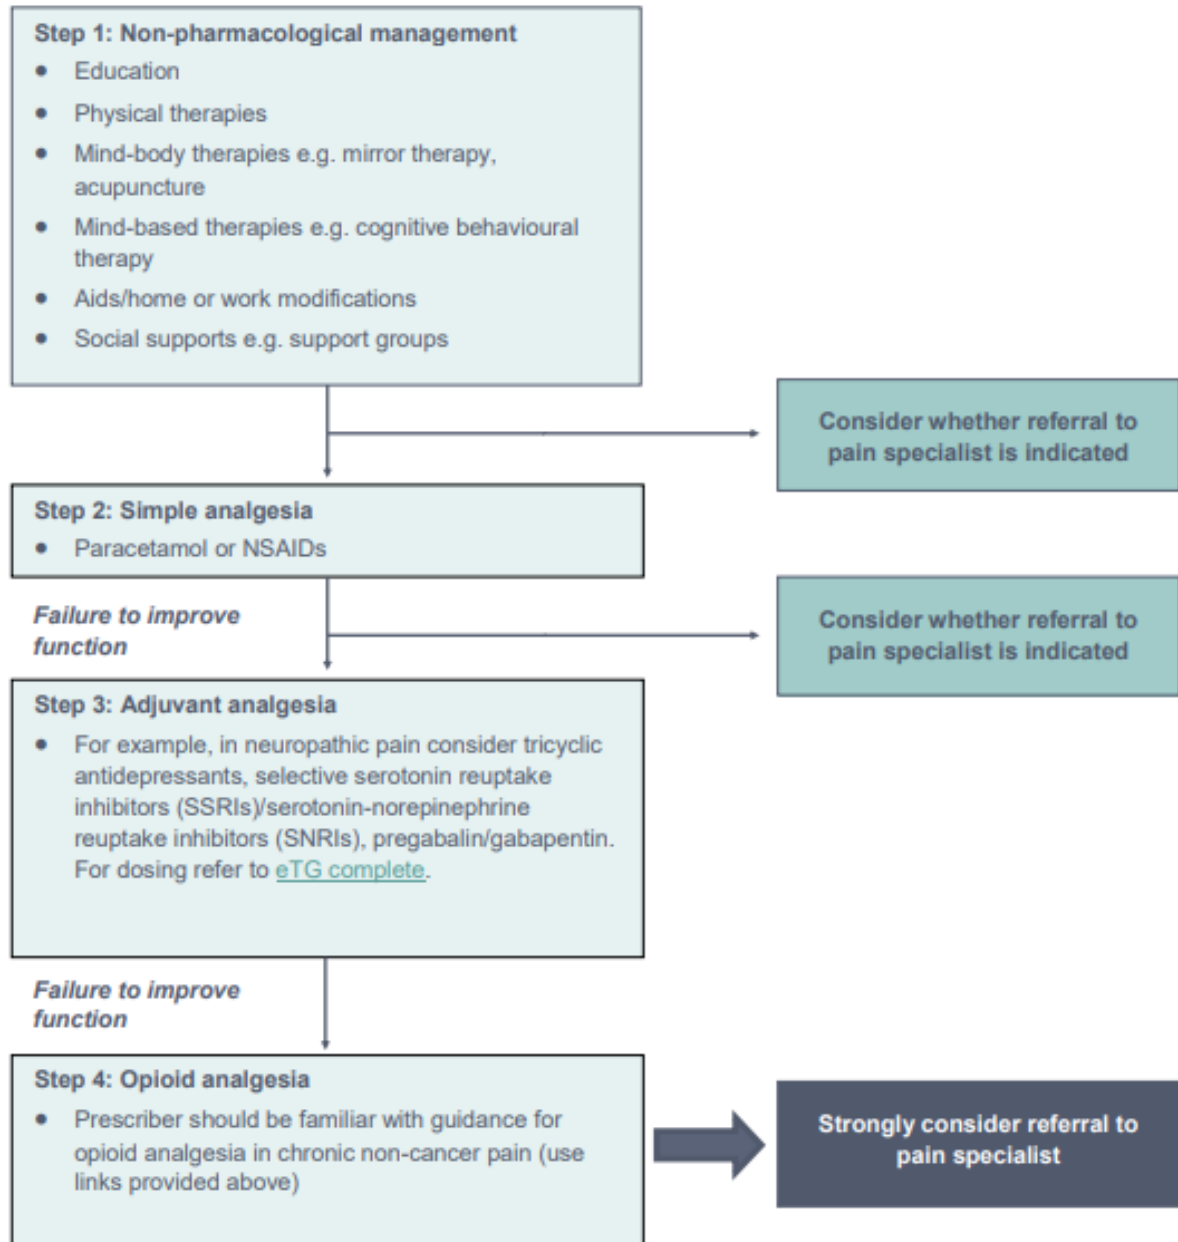 Step 1: Non-pharmacological management
● Education
● Physical therapies
● Mind-body therapies e.g. mirror therapy,
acupuncture
● Mind-based therapies e.g. cognitive behavioural
therapy
● Aids/home or work modifications
● Social supports e.g. support groups
Consider whether referral to
pain specialist is indicated
Step 2: Simple analgesia
● Paracetamol or NSAIDs
Failure to improve
function
Consider whether referral to
pain specialist is indicated
Step 3: Adjuvant analgesia
● For example, in neuropathic pain consider tricyclic
antidepressants, selective serotonin reuptake
inhibitors (SSRIs)/serotonin-norepinephrine
reuptake inhibitors (SNRIs), pregabalin/gabapentin.
For dosing refer to eTG complete.
Failure to improve
function
Step 4: Opioid analgesia
● Prescriber should be familiar with guidance for
opioid analgesia in chronic non-cancer pain (use
links provided above)
Strongly consider referral to
pain specialist